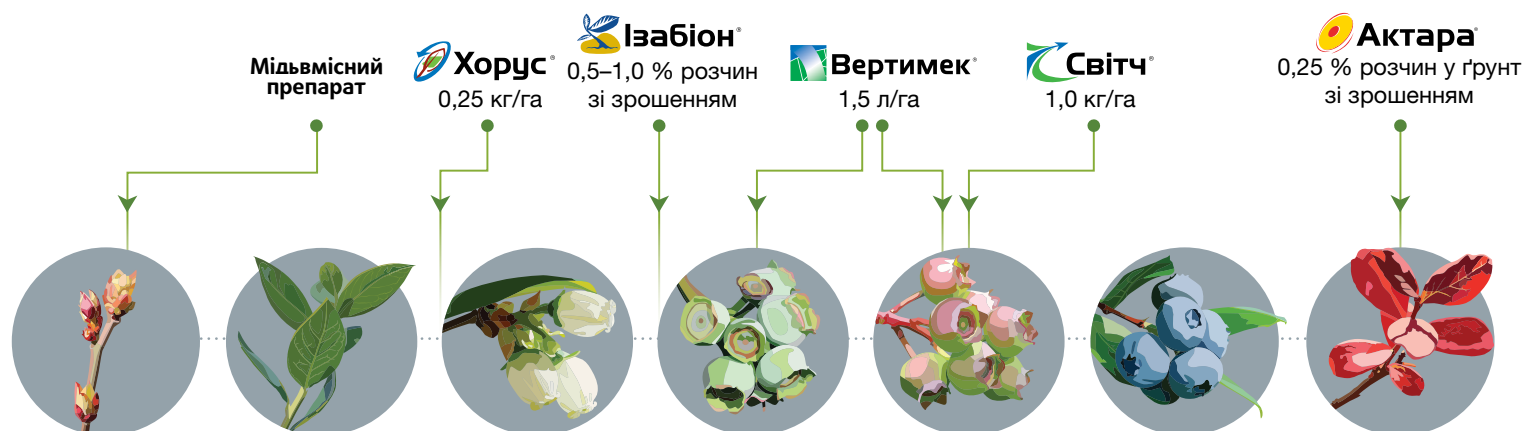 Мідьвмісний
препарат
Хорус®
0,25 кг/га
Ізабіон®
0,5–1,0 % розчин
зі зрошенням
Вертимек®
1,5 л/га
Світч®
1,0 кг/га
Актара®
0,25 % розчин у ґрунт
зі зрошенням